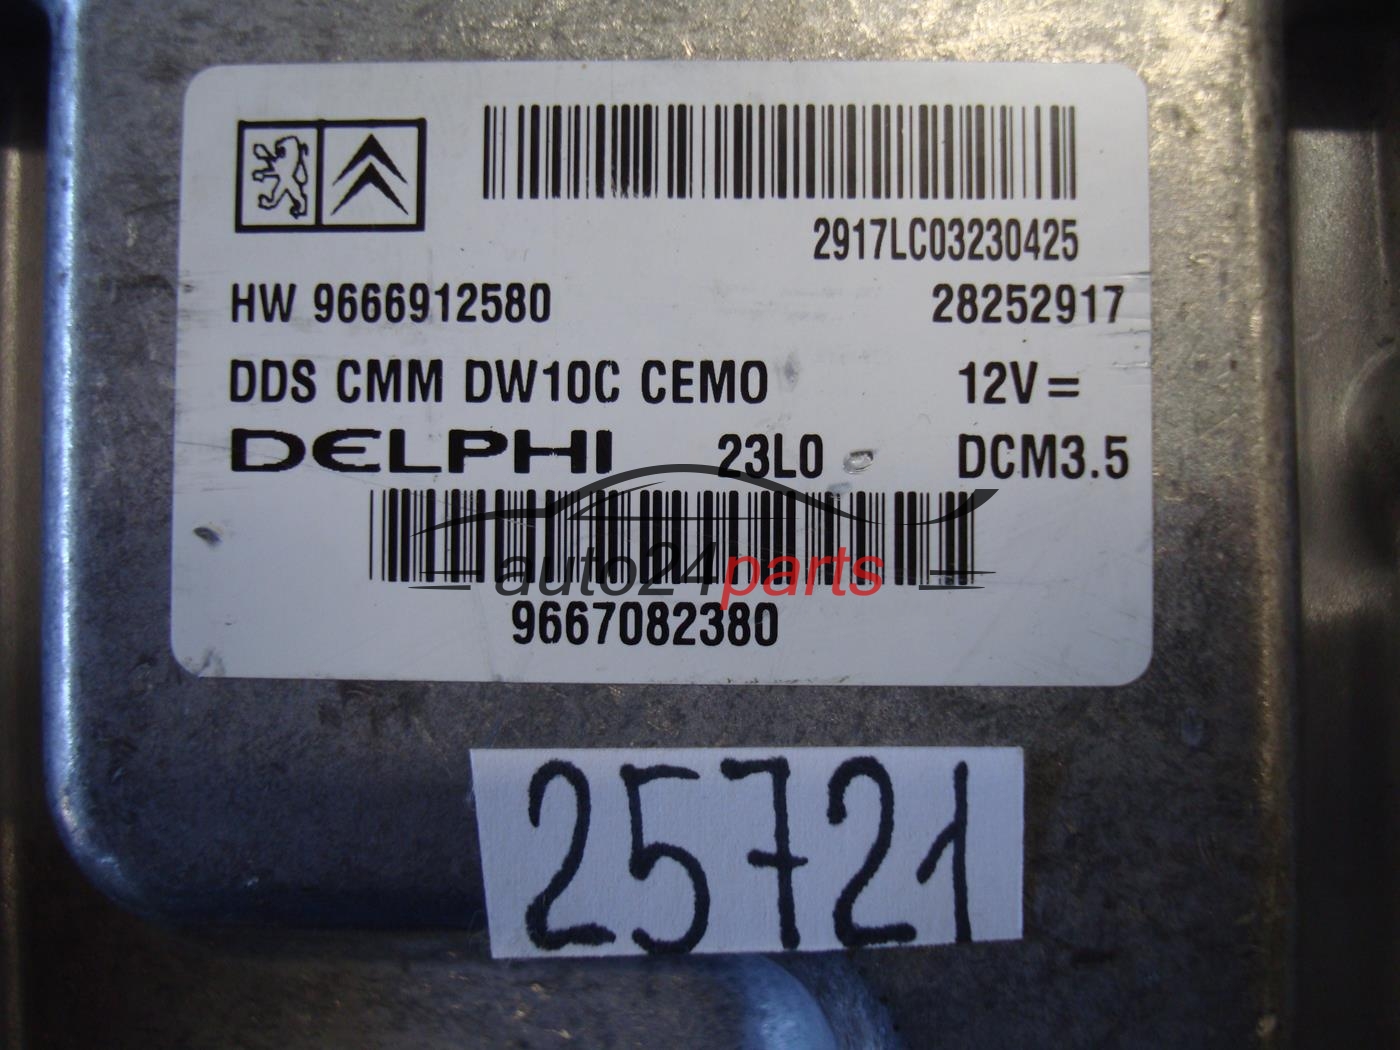 2917LC03230425
HW 9666912580 28252917
DDS CMM DW10C CEMO 12V=
DELPHI 23L0 DCM3.5
auto24parts
9667082380
25721